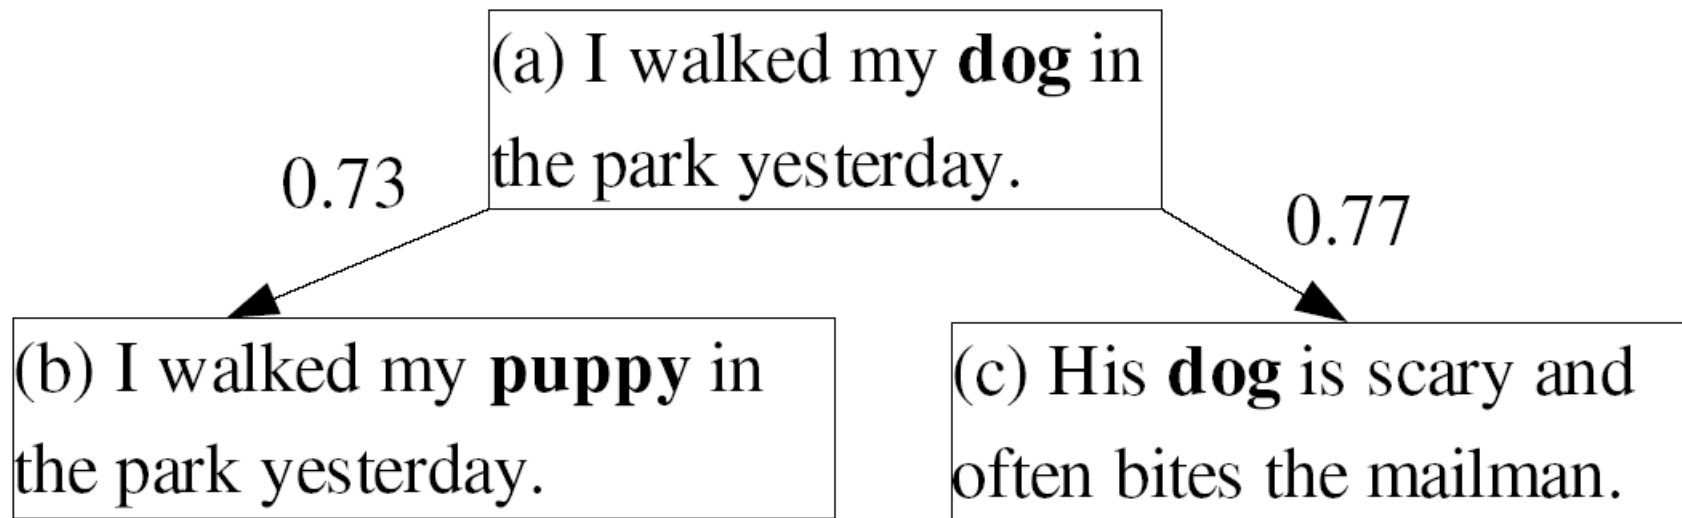 (a) I walked my dog in
the park yesterday.
0.73
0.77
(b) I walked my puppy in
the park yesterday.
(c) His dog is scary and
often bites the mailman.